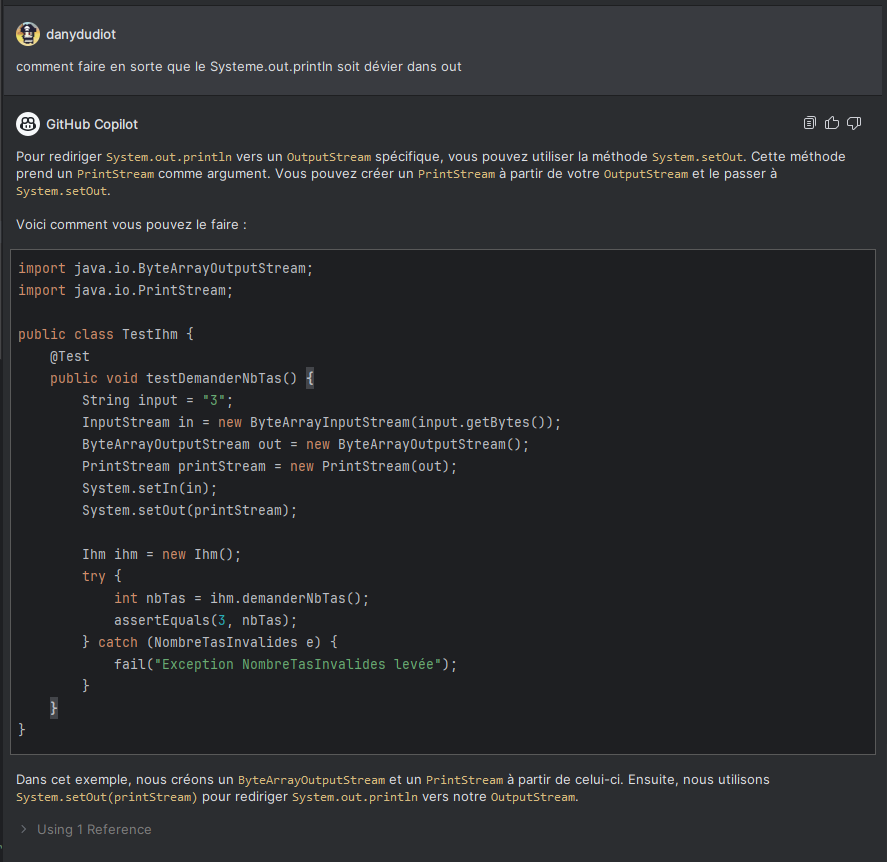 danydudiot
comment faire en sorte que le Systeme.out.println soit dévier dans out
GitHub Copilot
Pour rediriger System.out.println vers un OutputStream spécifique, vous pouvez utiliser la méthode System.setOut. Cette méthode
prend un PrintStream comme argument. Vous pouvez créer un PrintStream à partir de votre OutputStream et le passer à
System.setOut.
Voici comment vous pouvez le faire :
import java.io.ByteArrayOutputStream;
import java.io.PrintStream;
public class TestIhm {
    @Test
    public void testDemanderNbTas() {
        String input = "3";
        InputStream in = new ByteArrayInputStream(input.getBytes());
        ByteArrayOutputStream out = new ByteArrayOutputStream();
        PrintStream printStream = new PrintStream(out);
        System.setIn(in);
        System.setOut(printStream);
        Ihm ihm = new Ihm();
        try {
            int nbTas = ihm.demanderNbTas();
            assertEquals(3, nbTas);
        } catch (NombreTasInvalides e) {
            fail("Exception NombreTasInvalides levée");
        }
    }
}
Dans cet exemple, nous créons un ByteArrayOutputStream et un PrintStream à partir de celui-ci. Ensuite, nous utilisons
System.setOut(printStream) pour rediriger System.out.println vers notre OutputStream.
Using 1 Reference